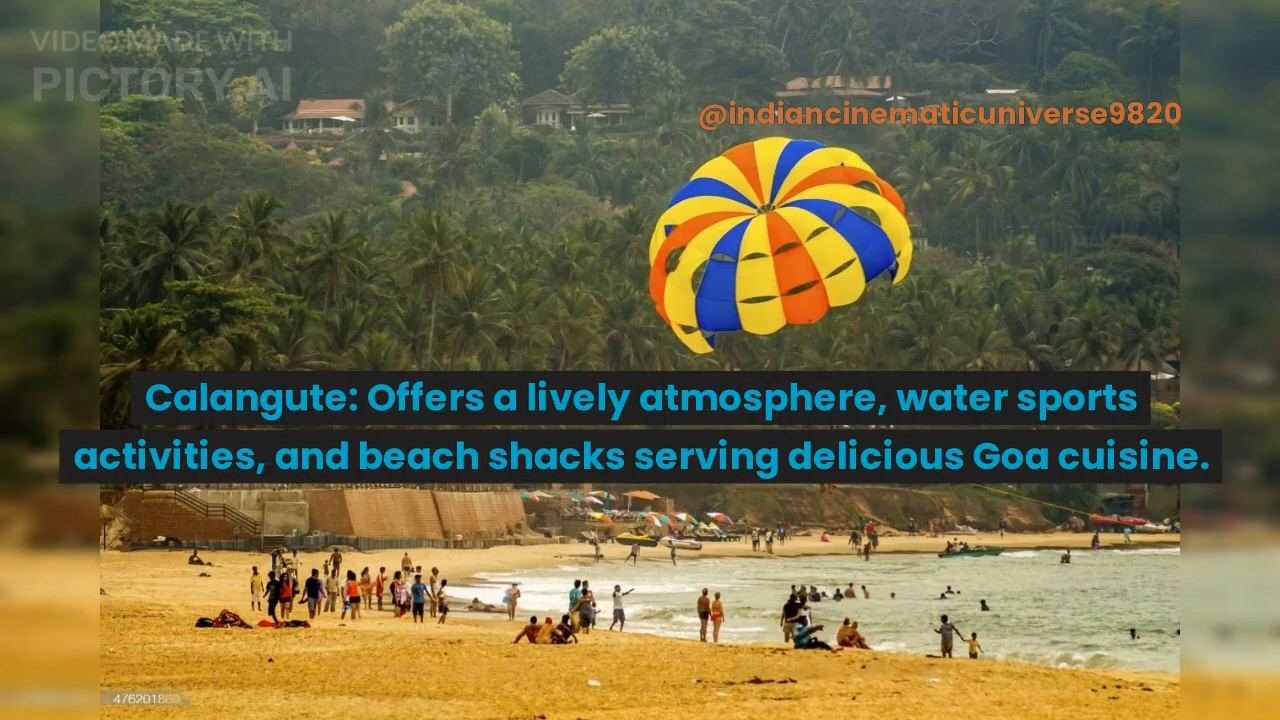 VIDEO MADE WITH
PICTORY AI
@indiancinematicuniverse9820
Calangute: Offers a lively atmosphere, water sports
activities, and beach shacks serving delicious Goa cuisine.